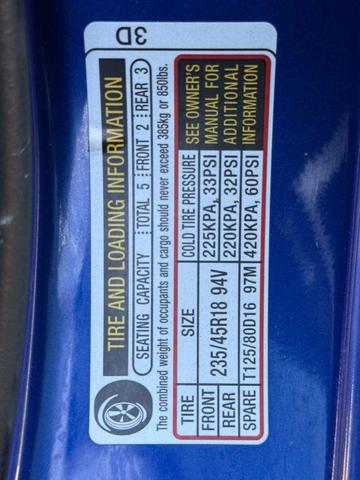 3D
TIRE AND LOADING INFORMATION
SEATING CAPACITY TOTAL 5 FRONT 2 REAR 3
The combined weight of occupants and cargo should never exceed 385kg or 850lbs.
TIRE SIZE COLD TIRE PRESSURE SEE OWNER'S MANUAL FOR ADDITIONAL INFORMATION
FRONT 235/45R18 94V 225KPA, 33PSI
REAR 220KPA, 32PSI
SPARE T125/80D16 97M 420KPA, 60PSI